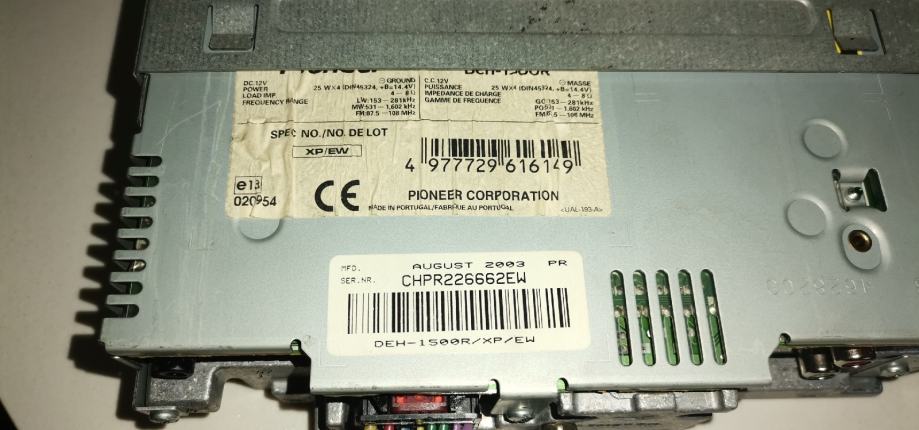 Pioneer DEH-1500R
DC.12V ⊖GROUND
POWER 25 W×4 (DIN45324, +B=14.4V)
LOAD IMP. 4 – 8 Ω
FREQUENCY RANGE LW:153 – 281kHz
MW:531 – 1,602 kHz
FM:87.5 – 108 MHz
C.C.12V ⊖MASSE
PUISSANCE 25 W×4 (DIN45324, +B=14.4V)
IMPEDANCE DE CHARGE 4 – 8 Ω
GAMME DE FREQUENCE GO:153 – 281kHz
PO:531 – 1,602 kHz
FM:87.5 – 108 MHz
SPEC NO./NO. DE LOT
XP/EW
4 977729 616149
e13
020954
CE
PIONEER CORPORATION
MADE IN PORTUGAL/FABRIQUE AU PORTUGAL
<UAL-193-A>
MFD. AUGUST 2003 PR
SER.NR. CHPR226662EW
DEH-1500R/XP/EW